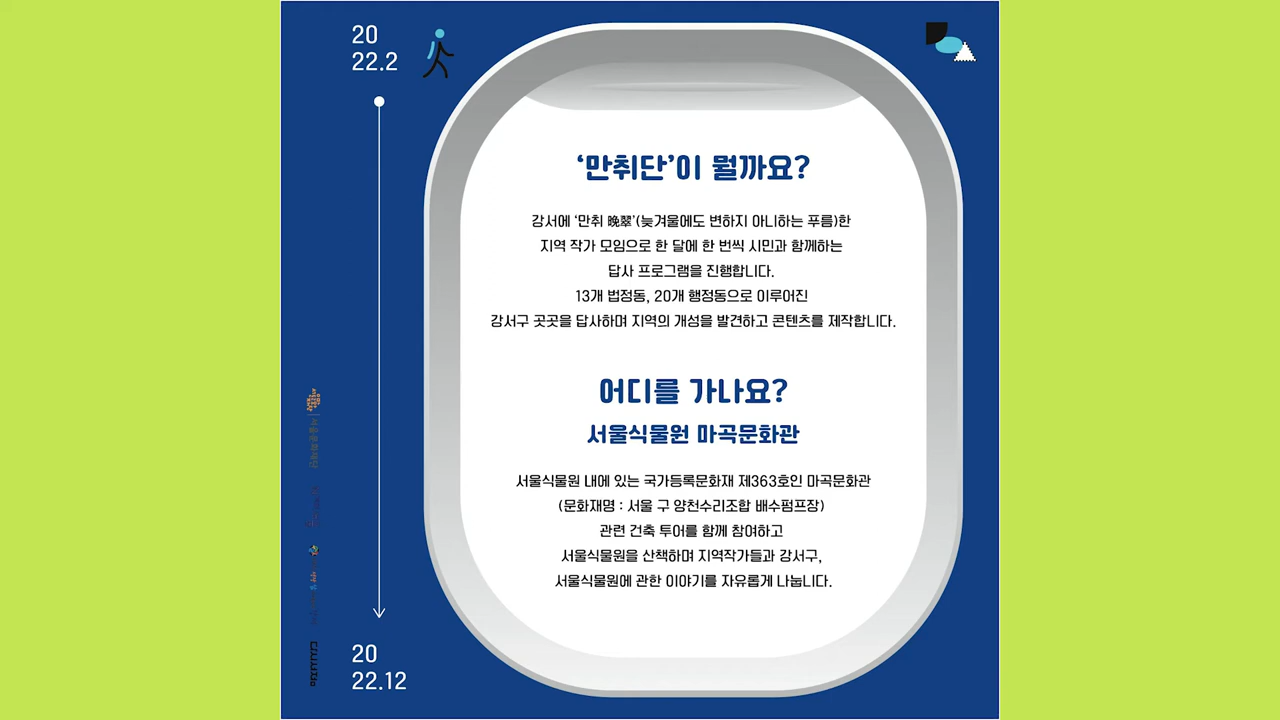 20
22.2
‘만취단’이 뭘까요?
강서에 ‘만취 晩翠’(늦겨울에도 변하지 아니하는 푸름)한
지역 작가 모임으로 한 달에 한 번씩 시민과 함께하는
답사 프로그램을 진행합니다.
13개 법정동, 20개 행정동으로 이루어진
강서구 곳곳을 답사하며 지역의 개성을 발견하고 콘텐츠를 제작합니다.
어디를 가나요?
서울식물원 마곡문화관
서울식물원 내에 있는 국가등록문화재 제363호인 마곡문화관
(문화재명 : 서울 구 양천수리조합 배수펌프장)
관련 건축 투어를 함께 참여하고
서울식물원을 산책하며 지역작가들과 강서구,
서울식물원에 관한 이야기를 자유롭게 나눕니다.
서울문화재단
20
22.12